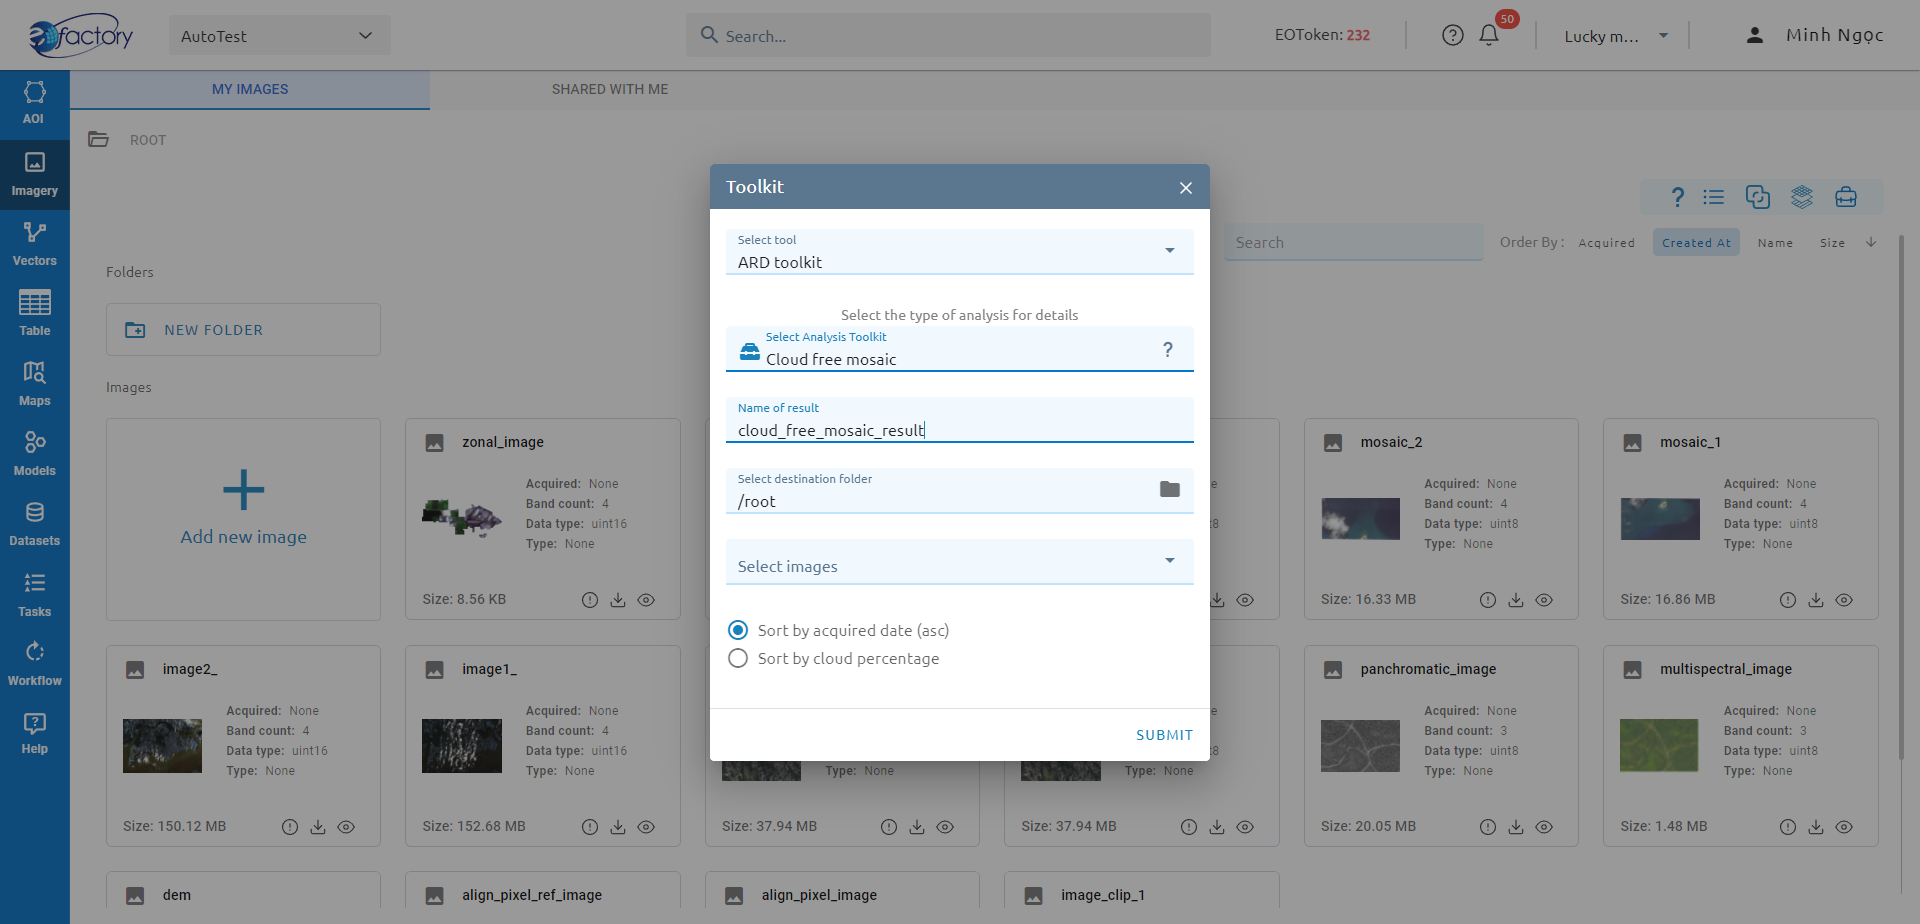 eofactory
AutoTest
Search...
EOToken: 232
50
Lucky m...
Minh Ngọc
AOI
Imagery
Vectors
Table
Maps
Models
Datasets
Tasks
Workflow
Help
MY IMAGES
SHARED WITH ME
ROOT
Search
Order By :
Acquired
Created At
Name
Size
Folders
NEW FOLDER
Images
Add new image
zonal_image
Acquired: None
Band count: 4
Data type: uint16
Type: None
Size: 8.56 KB
mosaic_2
Acquired: None
Band count: 4
Data type: uint8
Type: None
Size: 16.33 MB
mosaic_1
Acquired: None
Band count: 4
Data type: uint8
Type: None
Size: 16.86 MB
image2_
Acquired: None
Band count: 4
Data type: uint16
Type: None
Size: 150.12 MB
image1_
Acquired: None
Band count: 4
Data type: uint16
Type: None
Size: 152.68 MB
Type: None
Size: 37.94 MB
Type: None
Size: 37.94 MB
panchromatic_image
Acquired: None
Band count: 3
Data type: uint8
Type: None
Size: 20.05 MB
multispectral_image
Acquired: None
Band count: 3
Data type: uint8
Type: None
Size: 1.48 MB
dem
align_pixel_ref_image
align_pixel_image
image_clip_1
Toolkit
Select tool
ARD toolkit
Select the type of analysis for details
Select Analysis Toolkit
Cloud free mosaic
?
Name of result
cloud_free_mosaic_result
Select destination folder
/root
Select images
Sort by acquired date (asc)
Sort by cloud percentage
SUBMIT